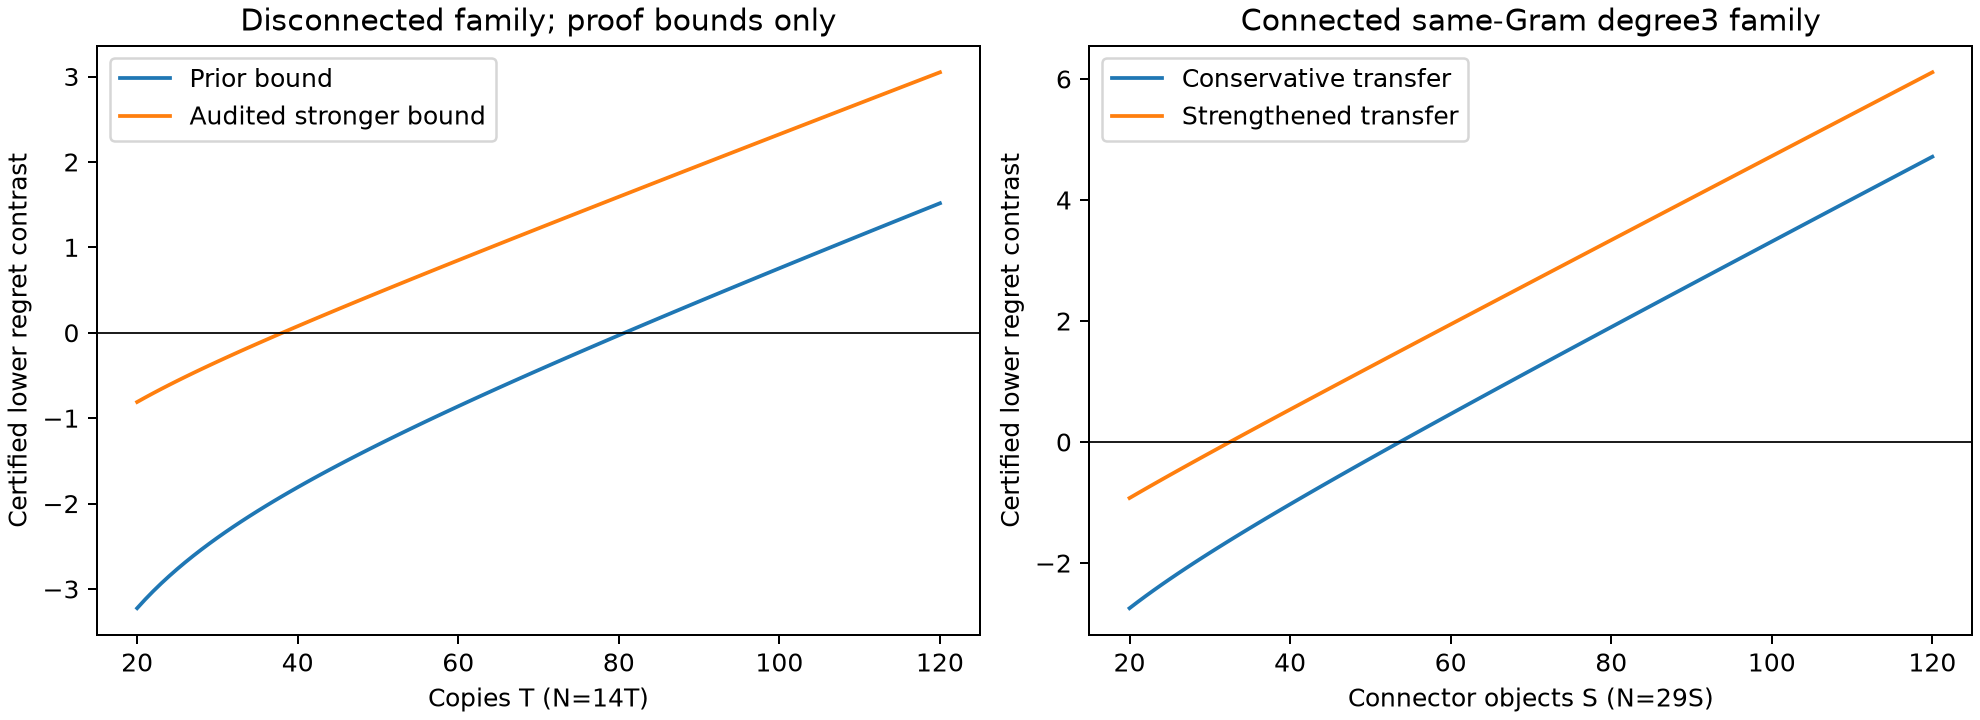 Disconnected family; proof bounds only
Prior bound
Audited stronger bound
Certified lower regret contrast
3
2
1
0
−1
−2
−3
20
40
60
80
100
120
Copies T (N=14T)
Connected same-Gram degree3 family
Conservative transfer
Strengthened transfer
Certified lower regret contrast
6
4
2
0
−2
20
40
60
80
100
120
Connector objects S (N=29S)